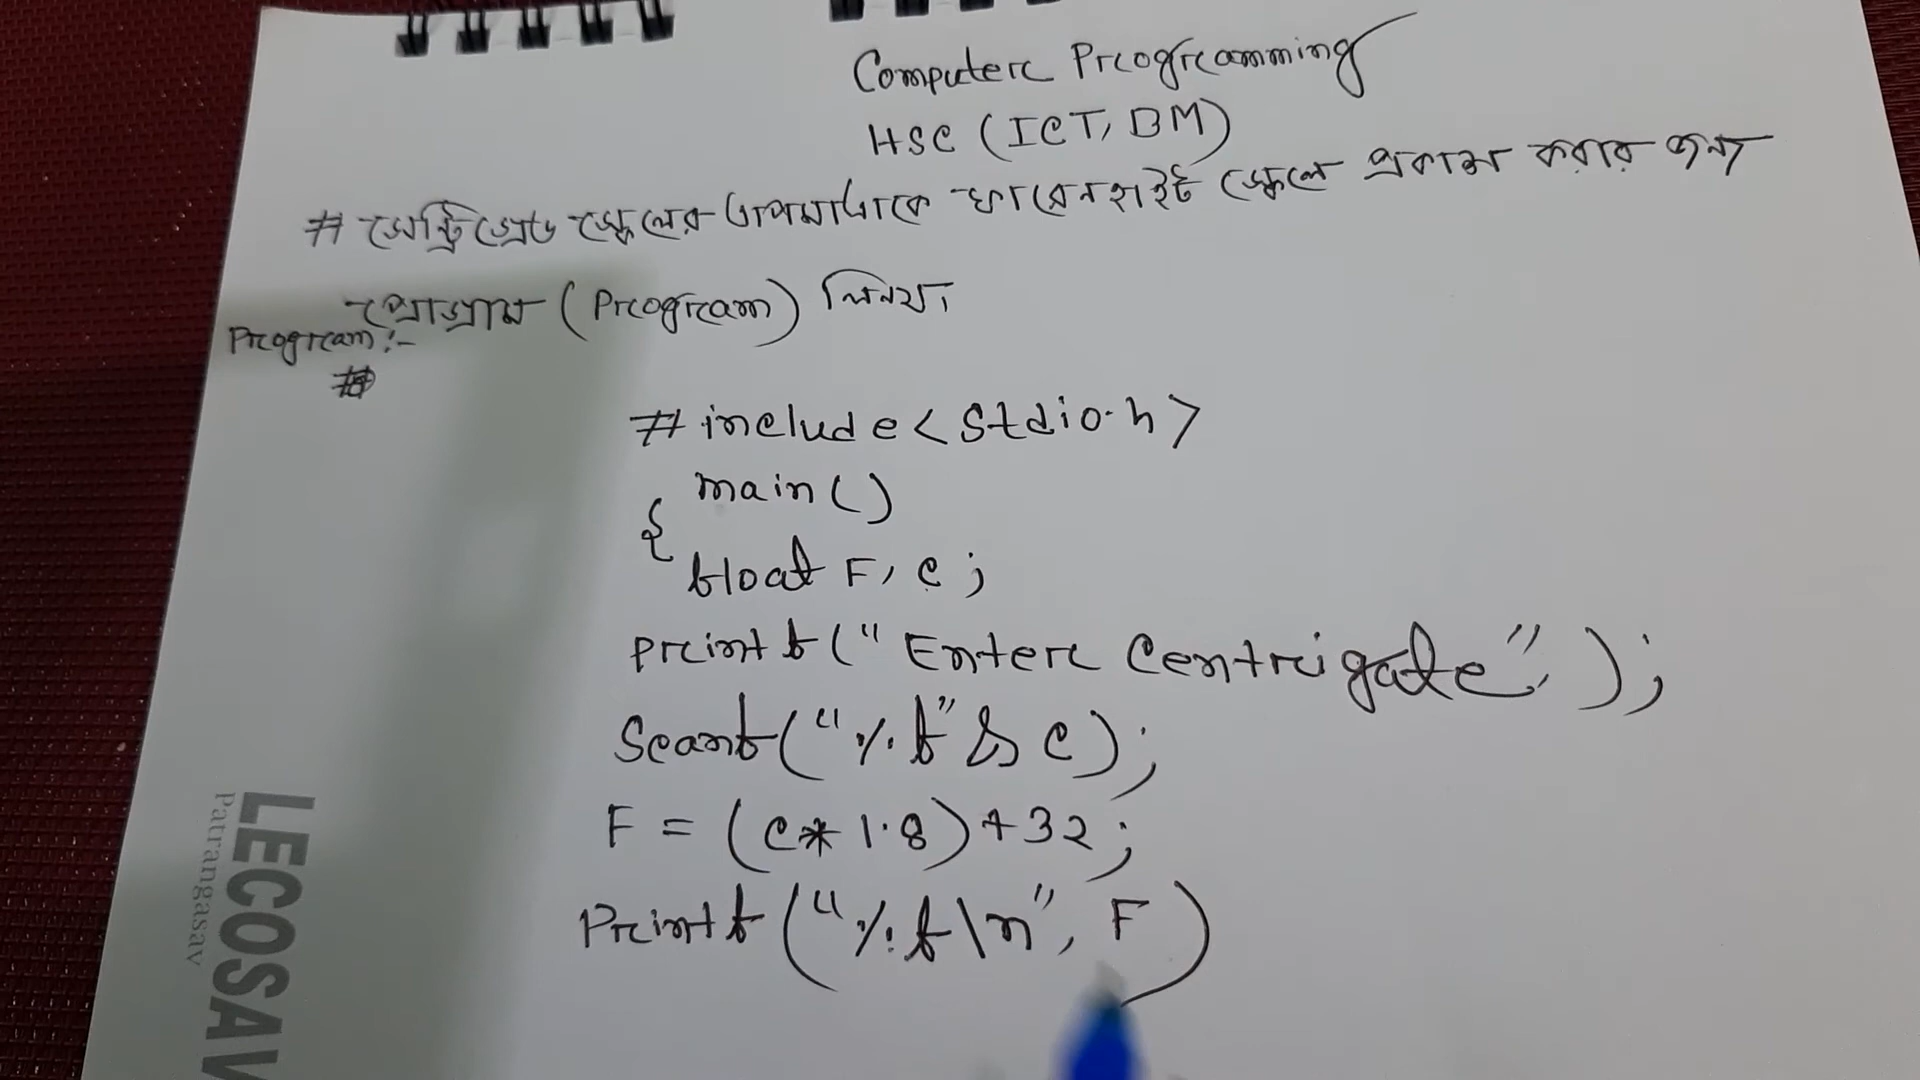 Computer Programming
HSC (ICT, BM)
# সেন্ট্রিগ্রেড স্কেলের তাপমাত্রাকে ফারেনহাইট স্কেলে প্রকাশ করার জন্য
প্রোগ্রাম (Program) লিখ।
Program:-
#include<stdio.h>
main()
{
float F, c;
printf("Enter Centrigate");
Scanf("%f"&c);
F = (c*1.8)+32;
Printf("%f\n", F)
LECOSAV
Patrangasav